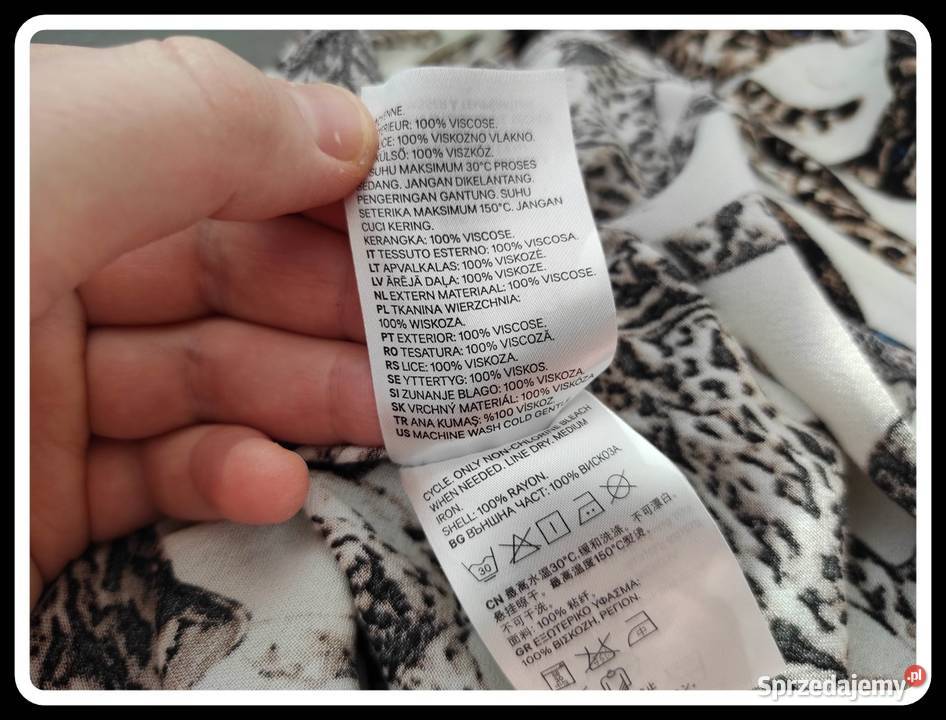 100% VISCOSE.
100% VISKOZNO VLAKNO.
100% VISZKÓZ.
SUHU MAKSIMUM 30°C PROSES
SEDANG. JANGAN DIKELANTANG.
PENGERINGAN GANTUNG. SUHU
SETERIKA MAKSIMUM 150°C. JANGAN
CUCI KERING.
KERANGKA: 100% VISCOSE.
IT TESSUTO ESTERNO: 100% VISCOSA.
LT APVALKALAS: 100% VISKOZĖ.
LV ĀRĒJĀ DAĻA: 100% VISKOZE.
NL EXTERN MATERIAAL: 100% VISCOSE.
PL TKANINA WIERZCHNIA:
100% WISKOZA.
PT EXTERIOR: 100% VISCOSE.
RO TESATURA: 100% VISCOZĂ.
RS LICE: 100% VISKOZA.
SE YTTERTYG: 100% VISKOS.
SI ZUNANJE BLAGO: 100% VISKOZA.
SK VRCHNÝ MATERIÁL: 100% VISKÓZA
TR ANA KUMAŞ: %100 VİSKOZ.
US MACHINE WASH COLD GENTLE
CYCLE. ONLY NON-CHLORINE BLEACH
WHEN NEEDED. LINE DRY. MEDIUM
IRON.
SHELL: 100% RAYON.
BG ВЪНШНА ЧАСТ: 100% ВИСКОЗА
30
CN 最高水温30°C,缓和洗涤。不可漂白。
悬挂晾干。最高温度150°C熨烫。
不可干洗。
面料: 100% 粘纤。
GR ΕΞΩΤΕΡΙΚΟ ΥΦΑΣΜΑ:
100% ΒΙΣΚΟΖΗ, ΡΕΓΙΟΝ.
Sprzedajemy.pl